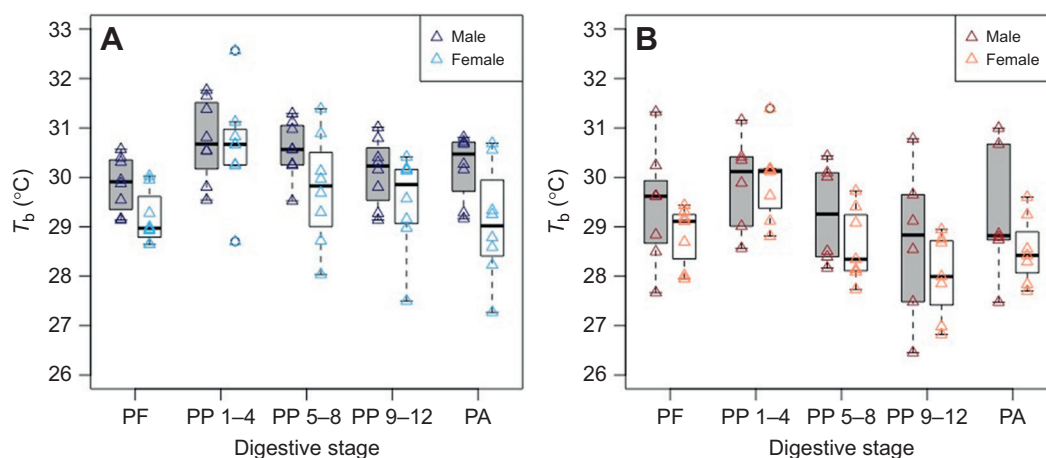 A
Male
Female
33
32
31
30
29
28
27
26
T_b (°C)
PF PP 1–4 PP 5–8 PP 9–12 PA
Digestive stage
B
Male
Female
33
32
31
30
29
28
27
26
T_b (°C)
PF PP 1–4 PP 5–8 PP 9–12 PA
Digestive stage